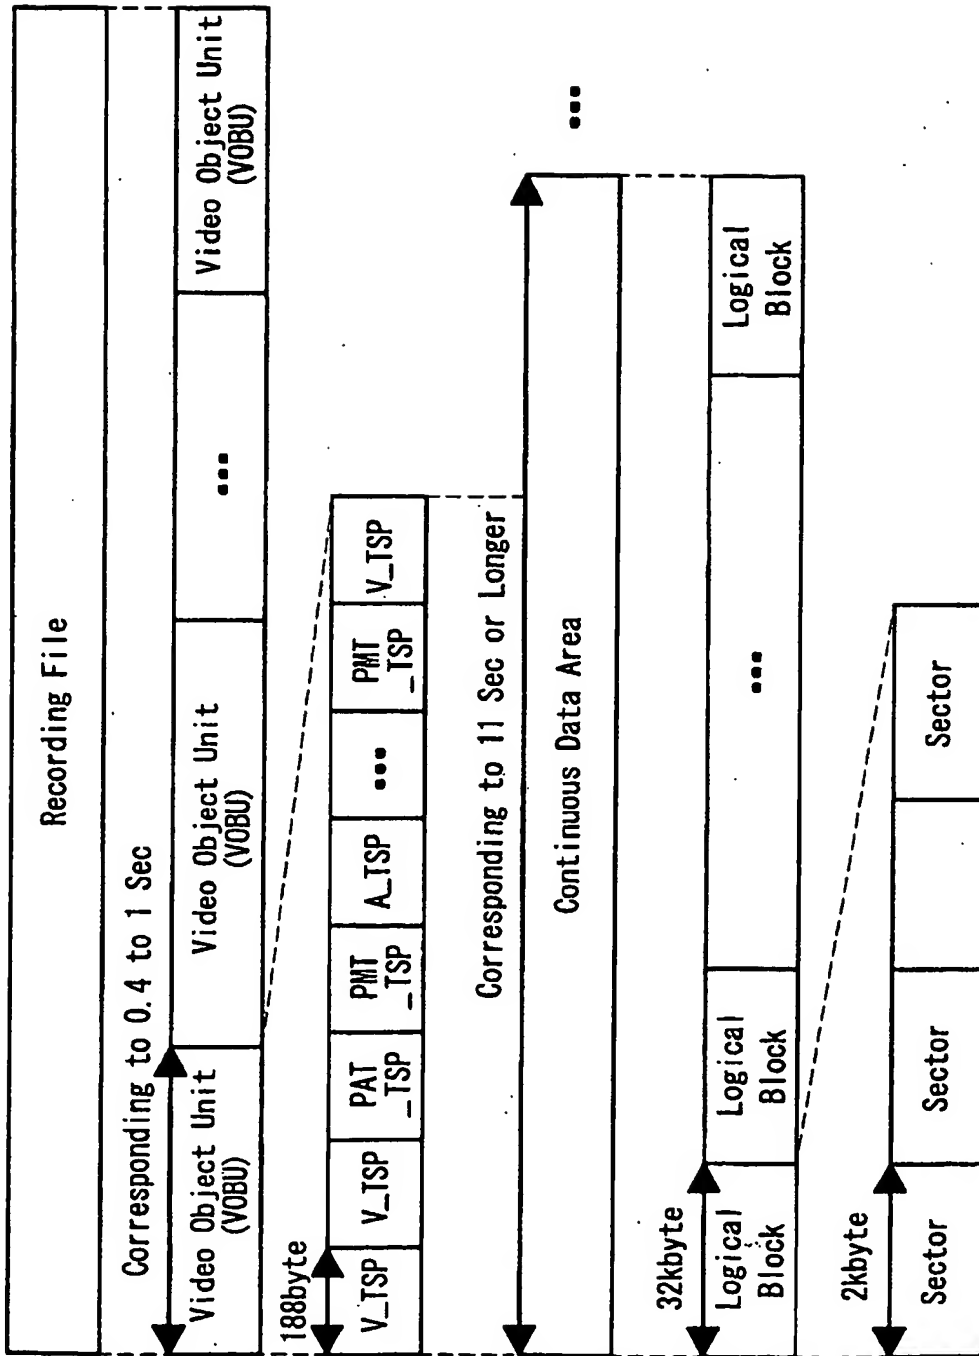 Recording File
Corresponding to 0.4 to 1 Sec
Video Object Unit
(VOBU)
Video Object Unit
(VOBU)
...
Video Object Unit
(VOBU)
188byte
V_TSP
V_TSP
PAT
_TSP
PMT
_TSP
A_TSP
...
PMT
_TSP
V_TSP
Corresponding to 11 Sec or Longer
Continuous Data Area
...
32kbyte
Logical
Block
Logical
Block
...
Logical
Block
2kbyte
Sector
Sector
Sector